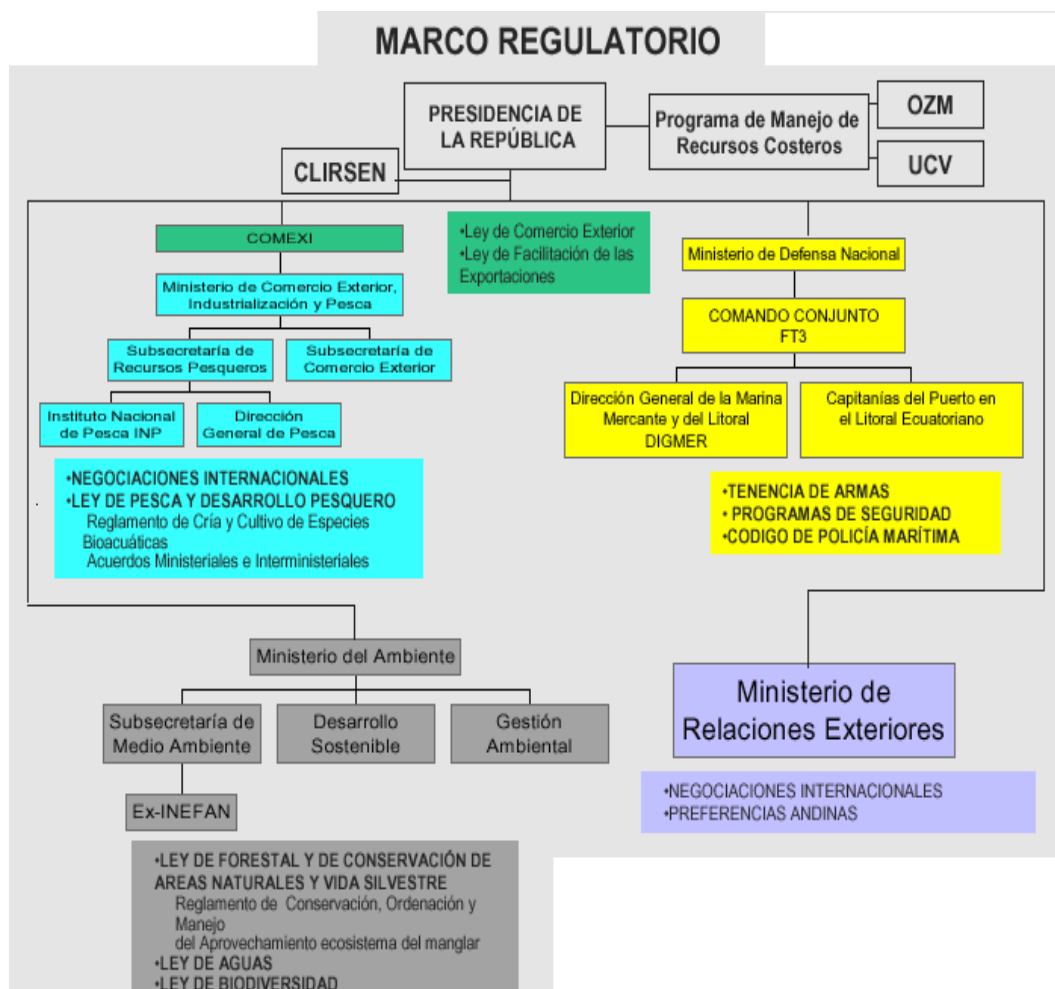 MARCO REGULATORIO
PRESIDENCIA DE
LA REPÚBLICA
Programa de Manejo de
Recursos Costeros
OZM
UCV
CLIRSEN
COMEXI
•Ley de Comercio Exterior
•Ley de Facilitación de las
Exportaciones
Ministerio de Defensa Nacional
Ministerio de Comercio Exterior,
Industrialización y Pesca
COMANDO CONJUNTO
FT3
Subsecretaría de
Recursos Pesqueros
Subsecretaría de
Comercio Exterior
Dirección General de la Marina
Mercante y del Litoral
DIGMER
Capitanías del Puerto en
el Litoral Ecuatoriano
Instituto Nacional
de Pesca INP
Dirección
General de Pesca
•NEGOCIACIONES INTERNACIONALES
•LEY DE PESCA Y DESARROLLO PESQUERO
Reglamento de Cría y Cultivo de Especies
Bioacuáticas
Acuerdos Ministeriales e Interministeriales
•TENENCIA DE ARMAS
• PROGRAMAS DE SEGURIDAD
•CODIGO DE POLICÍA MARÍTIMA
Ministerio del Ambiente
Subsecretaría de
Medio Ambiente
Desarrollo
Sostenible
Gestión
Ambiental
Ministerio de
Relaciones Exteriores
•NEGOCIACIONES INTERNACIONALES
•PREFERENCIAS ANDINAS
Ex-INEFAN
•LEY DE FORESTAL Y DE CONSERVACIÓN DE
AREAS NATURALES Y VIDA SILVESTRE
Reglamento de Conservación, Ordenación y
Manejo
del Aprovechamiento ecosistema del manglar
•LEY DE AGUAS
•LEY DE BIODIVERSIDAD